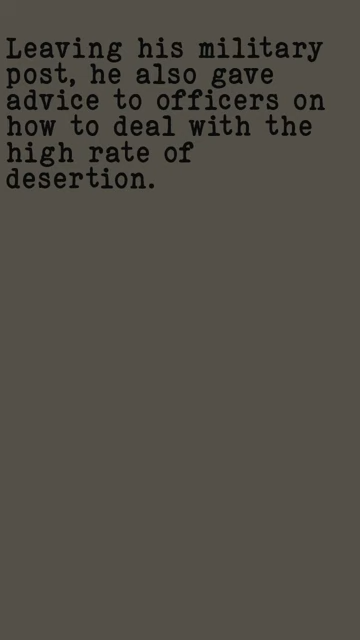 Leaving his military
post, he also gave
advice to officers on
how to deal with the
high rate of
desertion.